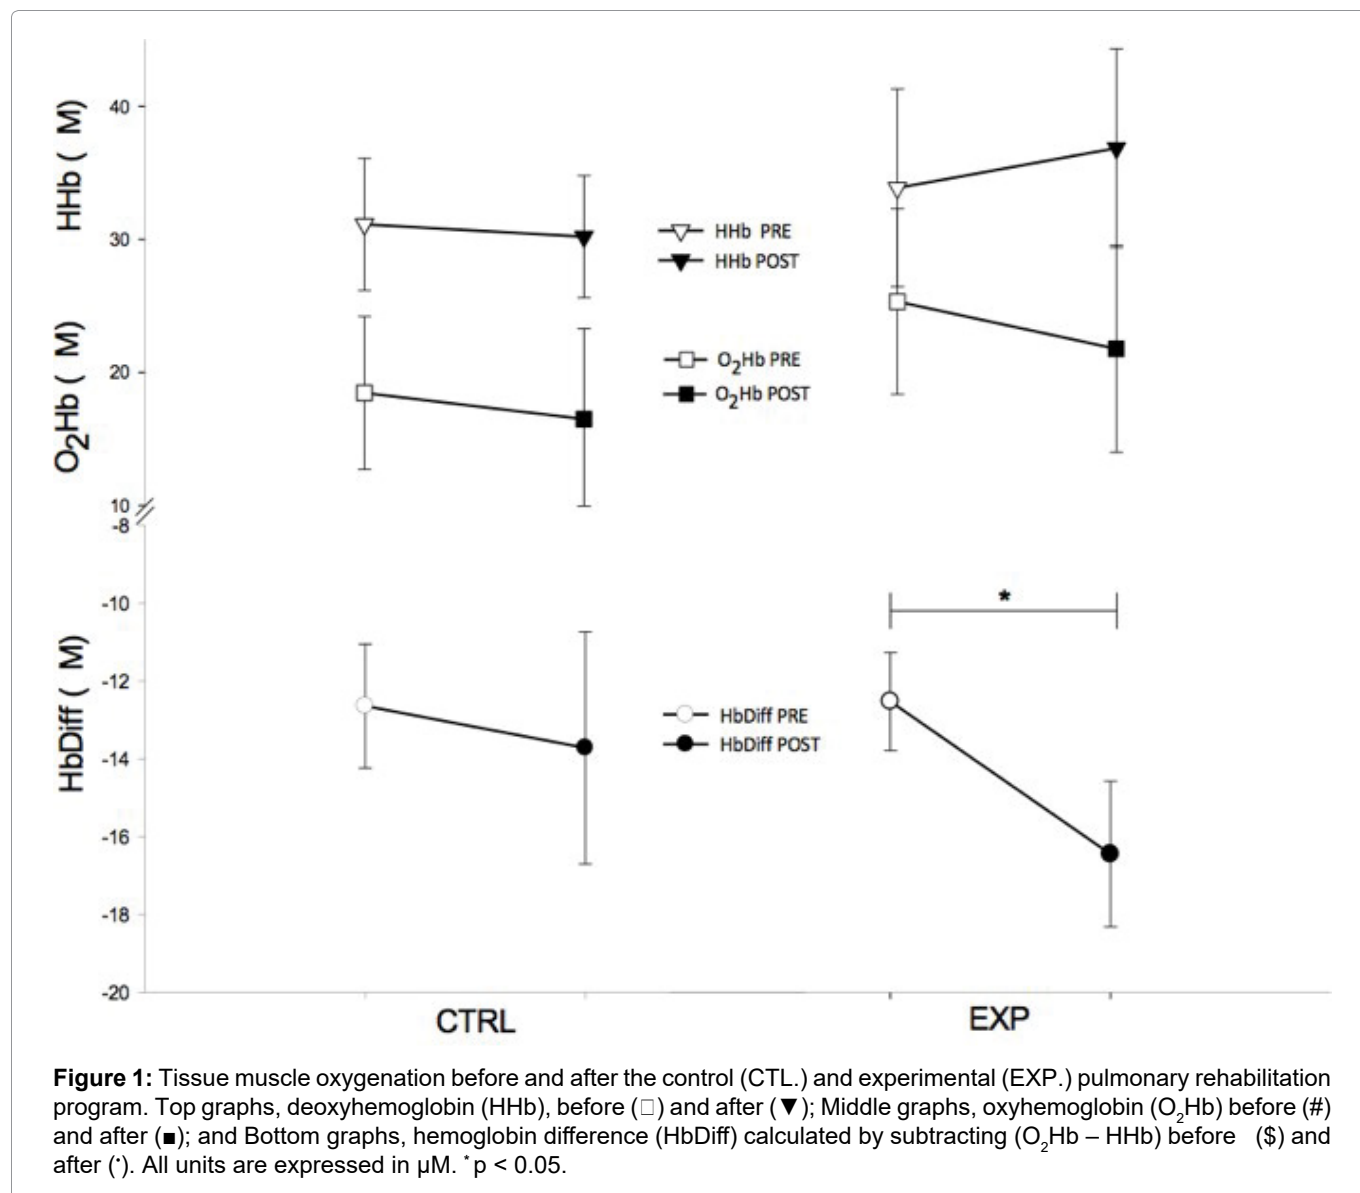 HHb ( M)
40
30
O₂Hb ( M)
20
10
-8
HHb PRE
HHb POST
O₂Hb PRE
O₂Hb POST
*
HbDiff ( M)
-10
-12
-14
-16
-18
-20
HbDiff PRE
HbDiff POST
CTRL
EXP
Figure 1: Tissue muscle oxygenation before and after the control (CTL.) and experimental (EXP.) pulmonary rehabilitation
program. Top graphs, deoxyhemoglobin (HHb), before (□) and after (▼); Middle graphs, oxyhemoglobin (O₂Hb) before (#)
and after (■); and Bottom graphs, hemoglobin difference (HbDiff) calculated by subtracting (O₂Hb – HHb) before ($) and
after (•). All units are expressed in µM. *p < 0.05.